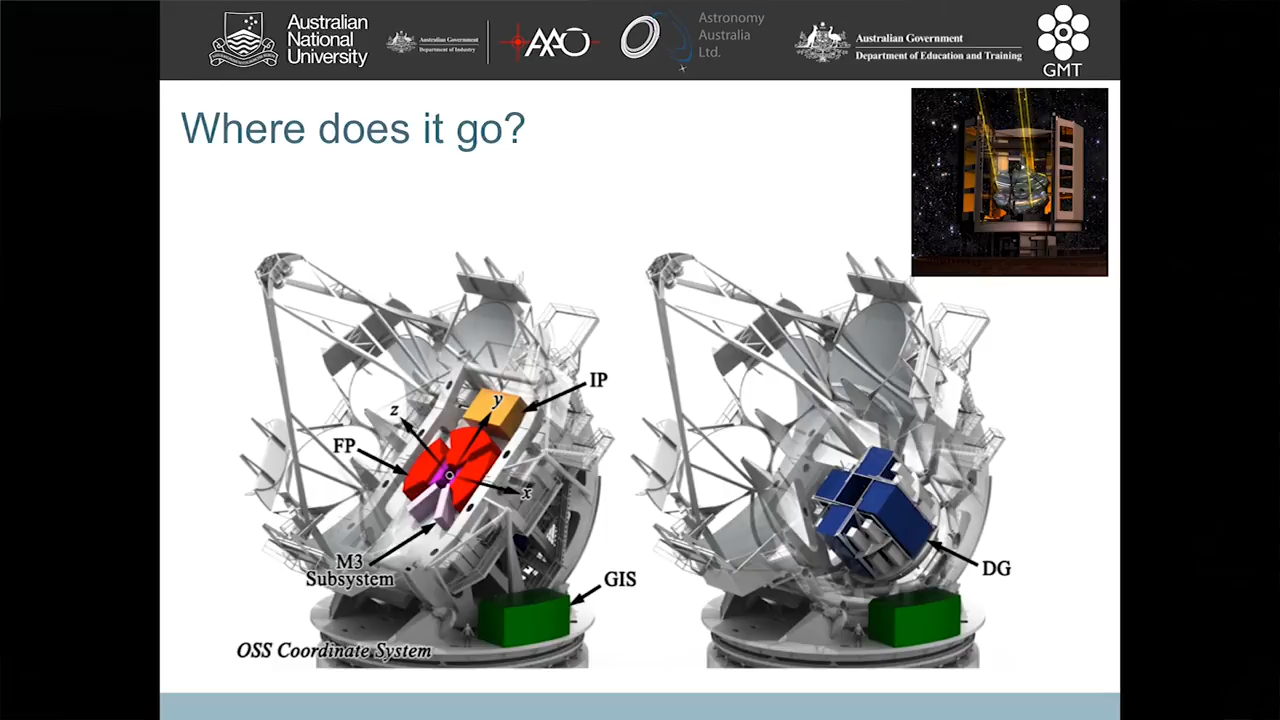 Australian
National
University
Australian Government
Department of Industry
AAO
Astronomy
Australia
Ltd.
Australian Government
Department of Education and Training
GMT
Where does it go?
IP
y
z
FP
x
M3
Subsystem
GIS
OSS Coordinate System
DG